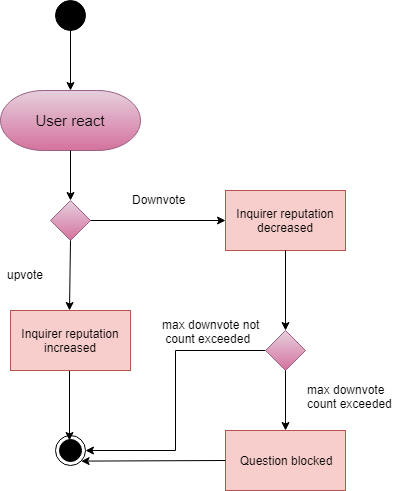 User react
Downvote
Inquirer reputation
decreased
upvote
Inquirer reputation
increased
max downvote not
count exceeded
max downvote
count exceeded
Question blocked